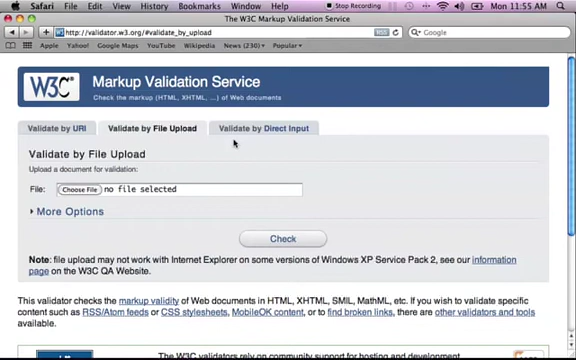 Safari File Edit View History Bookmarks Window Help Stop Recording Mon 11:55 AM
The W3C Markup Validation Service
http://validator.w3.org/#validate_by_upload RSS Google
Apple Yahoo! Google Maps YouTube Wikipedia News (230) Popular
W3C® Markup Validation Service
Check the markup (HTML, XHTML, …) of Web documents
Validate by URI Validate by File Upload Validate by Direct Input
Validate by File Upload
Upload a document for validation:
File: Choose File no file selected
More Options
Check
Note: file upload may not work with Internet Explorer on some versions of Windows XP Service Pack 2, see our information
page on the W3C QA Website.
This validator checks the markup validity of Web documents in HTML, XHTML, SMIL, MathML, etc. If you wish to validate specific
content such as RSS/Atom feeds or CSS stylesheets, MobileOK content, or to find broken links, there are other validators and tools
available.
The W3C validators rely on community support for hosting and development.